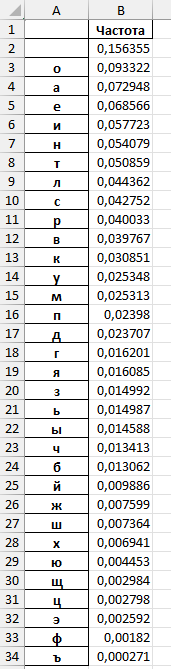 A B
1 Частота
2 0,156355
3 о 0,093322
4 а 0,072948
5 е 0,068566
6 и 0,057723
7 н 0,054079
8 т 0,050859
9 л 0,044362
10 с 0,042752
11 р 0,040033
12 в 0,039767
13 к 0,030851
14 у 0,025348
15 м 0,025313
16 п 0,02398
17 д 0,023707
18 г 0,016201
19 я 0,016085
20 з 0,014992
21 ь 0,014987
22 ы 0,014588
23 ч 0,013413
24 б 0,013062
25 й 0,009886
26 ж 0,007599
27 ш 0,007364
28 х 0,006941
29 ю 0,004453
30 щ 0,002984
31 ц 0,002798
32 э 0,002592
33 ф 0,00182
34 ъ 0,000271